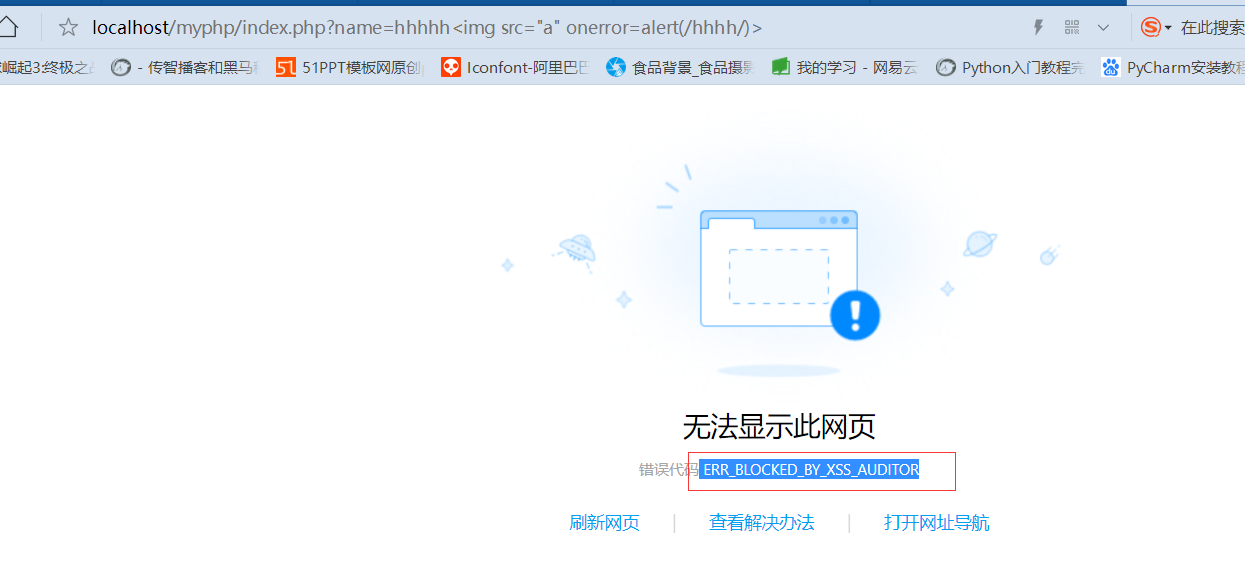 localhost/myphp/index.php?name=hhhhh<img src="a" onerror=alert(/hhhh/)> 在此搜索
崛起3:终极之 - 传智播客和黑马 51PPT模板网原创 Iconfont-阿里巴巴 食品背景_食品摄影 我的学习 - 网易云 Python入门教程完 PyCharm安装教程
无法显示此网页
错误代码 ERR_BLOCKED_BY_XSS_AUDITOR
刷新网页 | 查看解决办法 | 打开网址导航